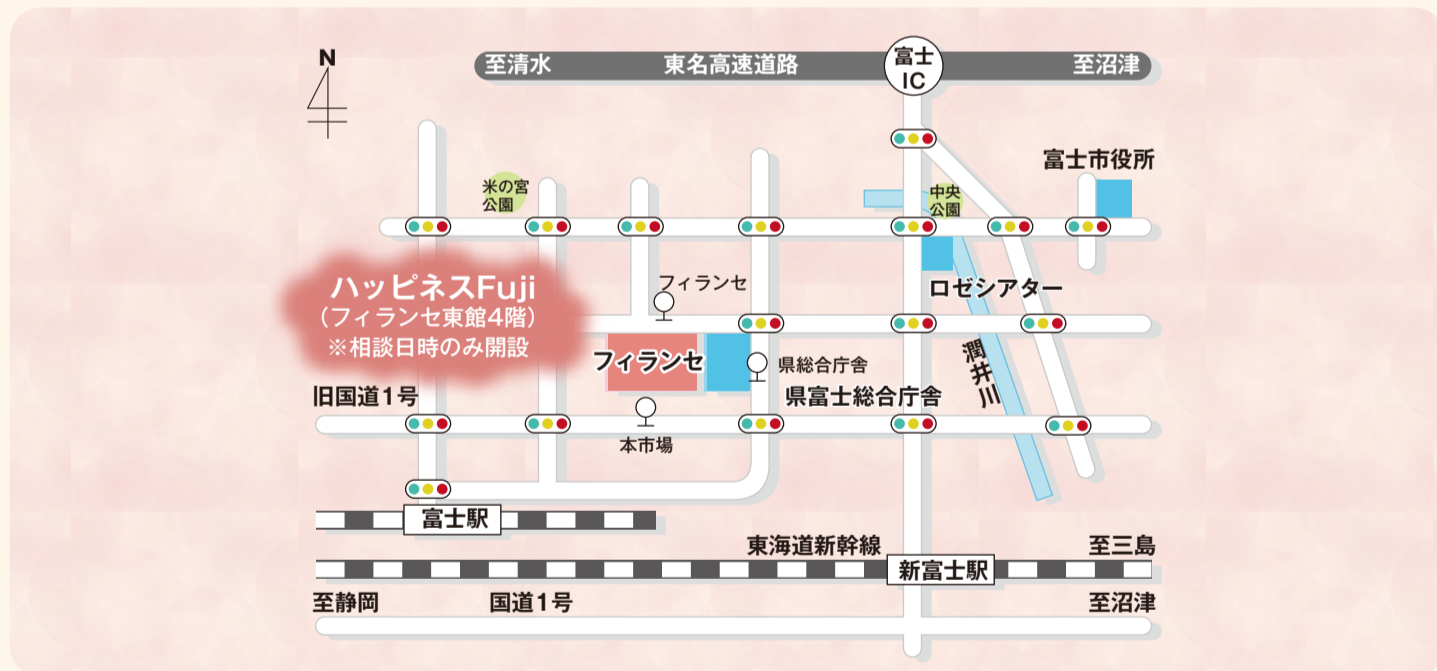 N
至清水
東名高速道路
富士
IC
至沼津
富士市役所
米の宮
公園
中央
公園
ハッピネスFuji
(フィランセ東館4階)
※相談日時のみ開設
フィランセ
ロゼシアター
フィランセ
県総合庁舎
潤井川
旧国道1号
県富士総合庁舎
本市場
富士駅
東海道新幹線
至三島
新富士駅
至静岡
国道1号
至沼津